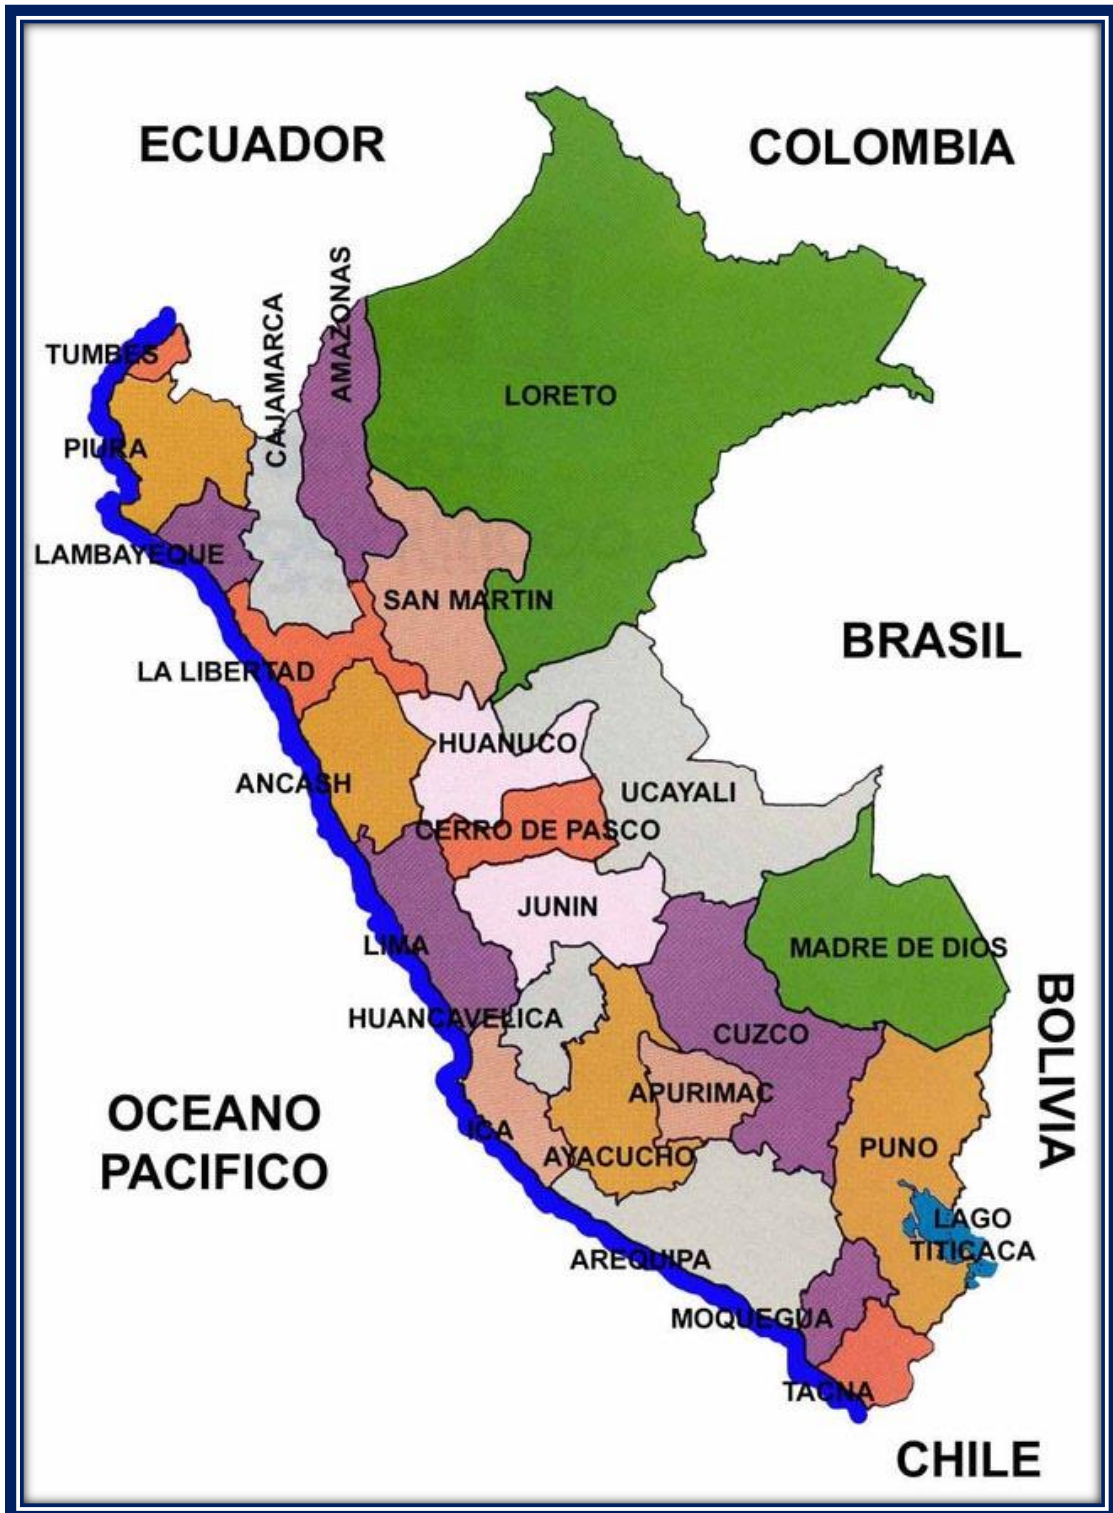 ECUADOR
COLOMBIA
AMAZONAS
CAJAMARCA
TUMBES
LORETO
PIURA
LAMBAYEQUE
SAN MARTIN
BRASIL
LA LIBERTAD
HUANUCO
ANCASH
UCAYALI
CERRO DE PASCO
JUNIN
LIMA
MADRE DE DIOS
HUANCAVELICA
CUZCO
BOLIVIA
APURIMAC
OCEANO
PACIFICO
ICA
AYACUCHO
PUNO
LAGO
TITICACA
AREQUIPA
MOQUEGUA
TACNA
CHILE